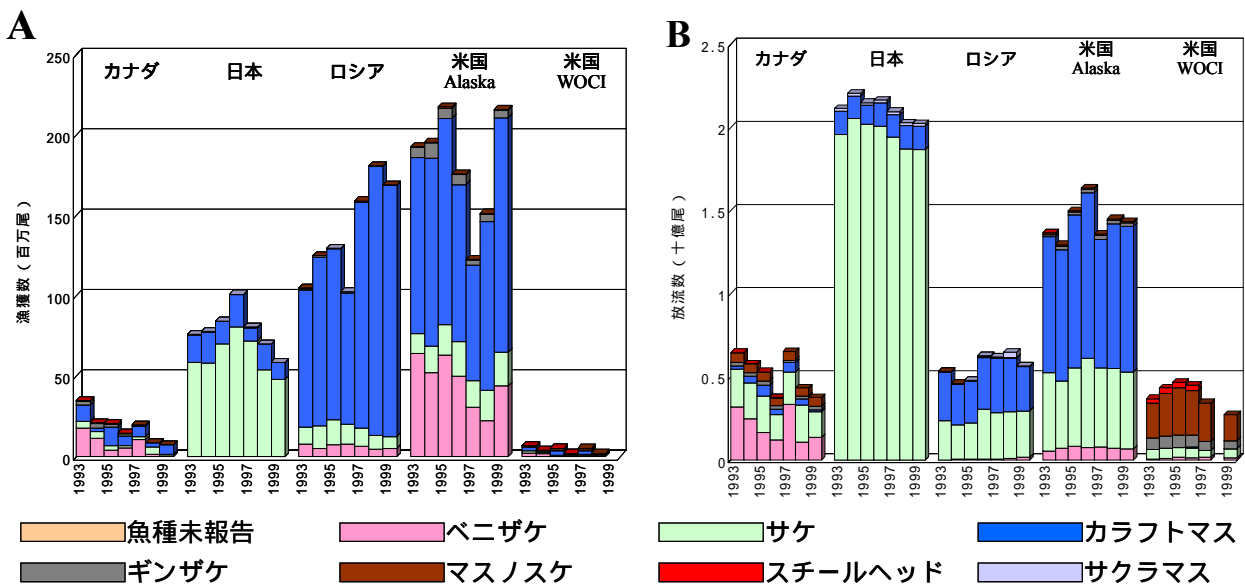 A
漁獲数(百万尾)
250
200
150
100
50
0
カナダ
日本
ロシア
米国
Alaska
米国
WOCI
1993
1995
1997
1999
1993
1995
1997
1999
1993
1995
1997
1999
1993
1995
1997
1999
1993
1995
1997
1999
B
放流数(十億尾)
2.5
2
1.5
1
0.5
0
カナダ
日本
ロシア
米国
Alaska
米国
WOCI
1993
1995
1997
1999
1993
1995
1997
1999
1993
1995
1997
1999
1993
1995
1997
1999
1993
1995
1997
1999
魚種未報告
ベニザケ
サケ
カラフトマス
ギンザケ
マスノスケ
スチールヘッド
サクラマス